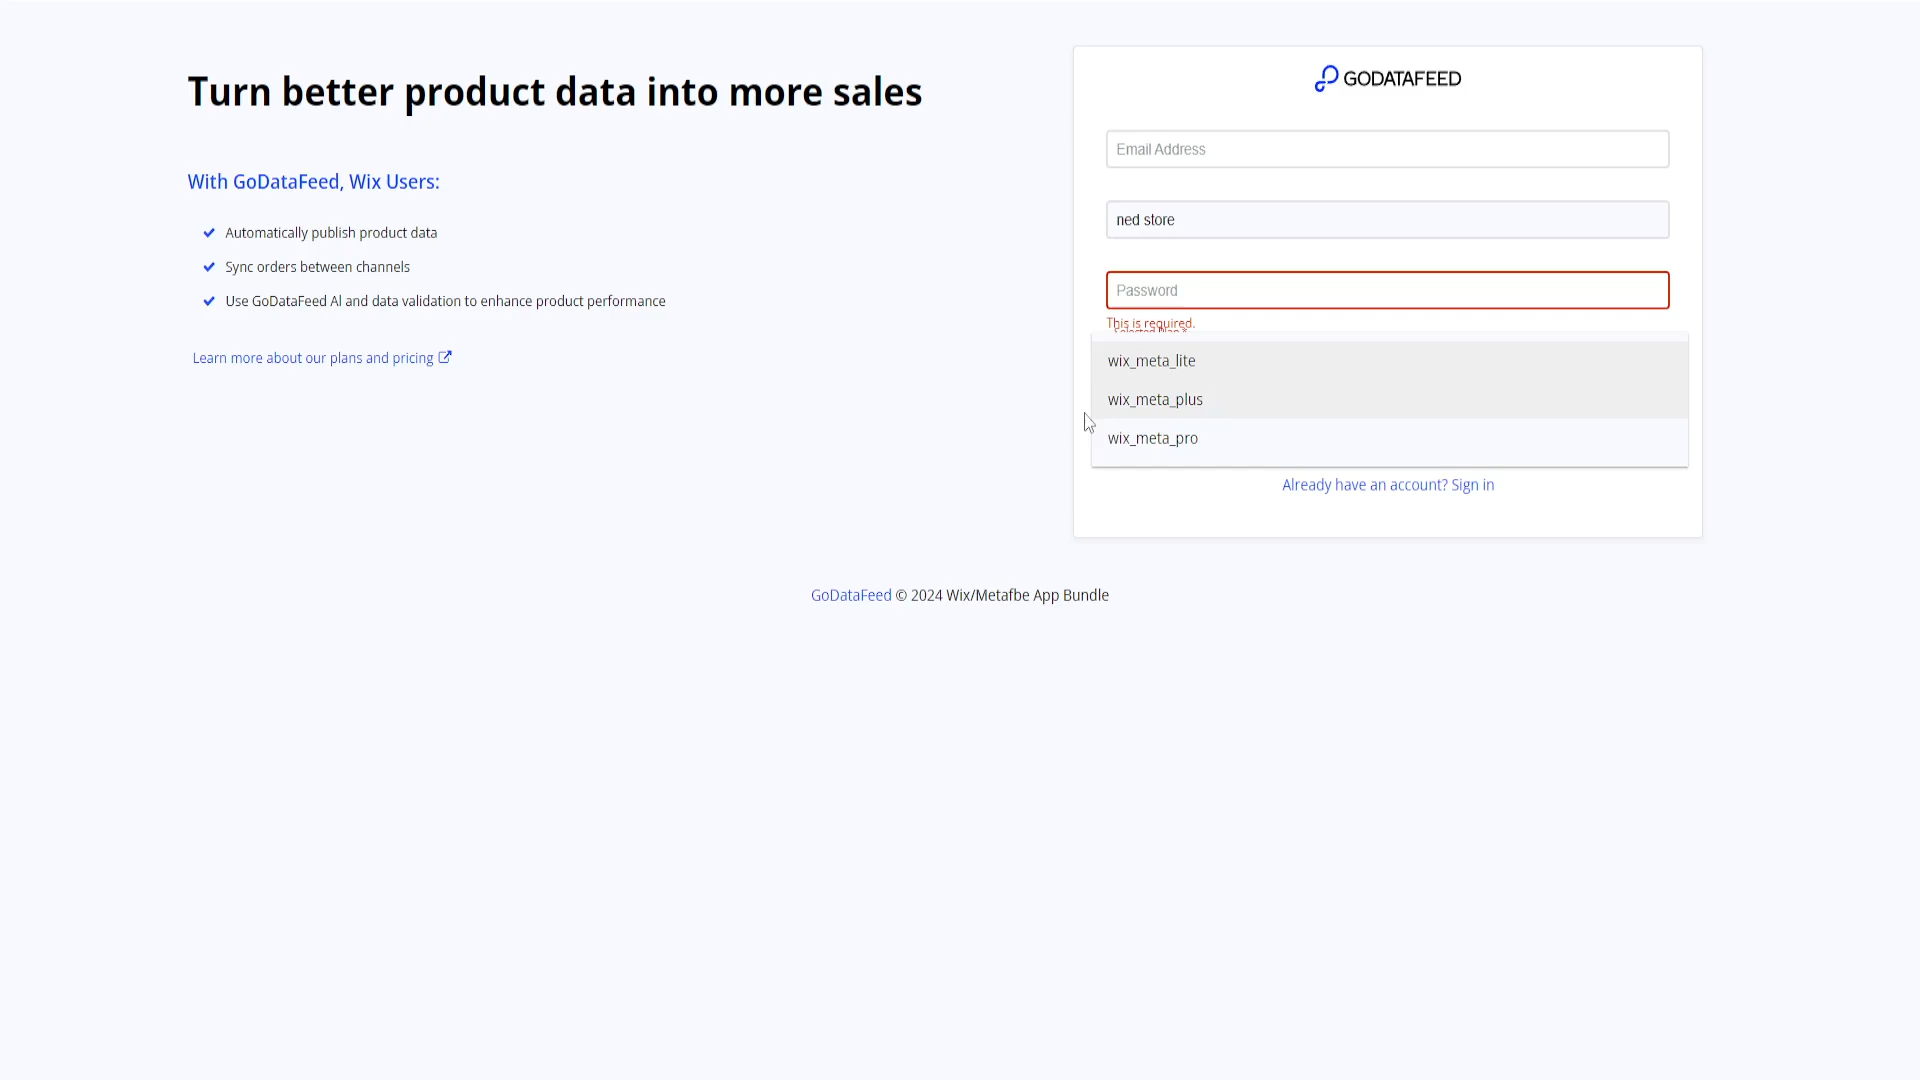 Turn better product data into more sales
With GoDataFeed, Wix Users:
Automatically publish product data
Sync orders between channels
Use GoDataFeed AI and data validation to enhance product performance
Learn more about our plans and pricing
GODATAFEED
Email Address
ned store
Password
This is required.
Selected Plan *
wix_meta_lite
wix_meta_plus
wix_meta_pro
Already have an account? Sign in
GoDataFeed © 2024 Wix/Metafbe App Bundle